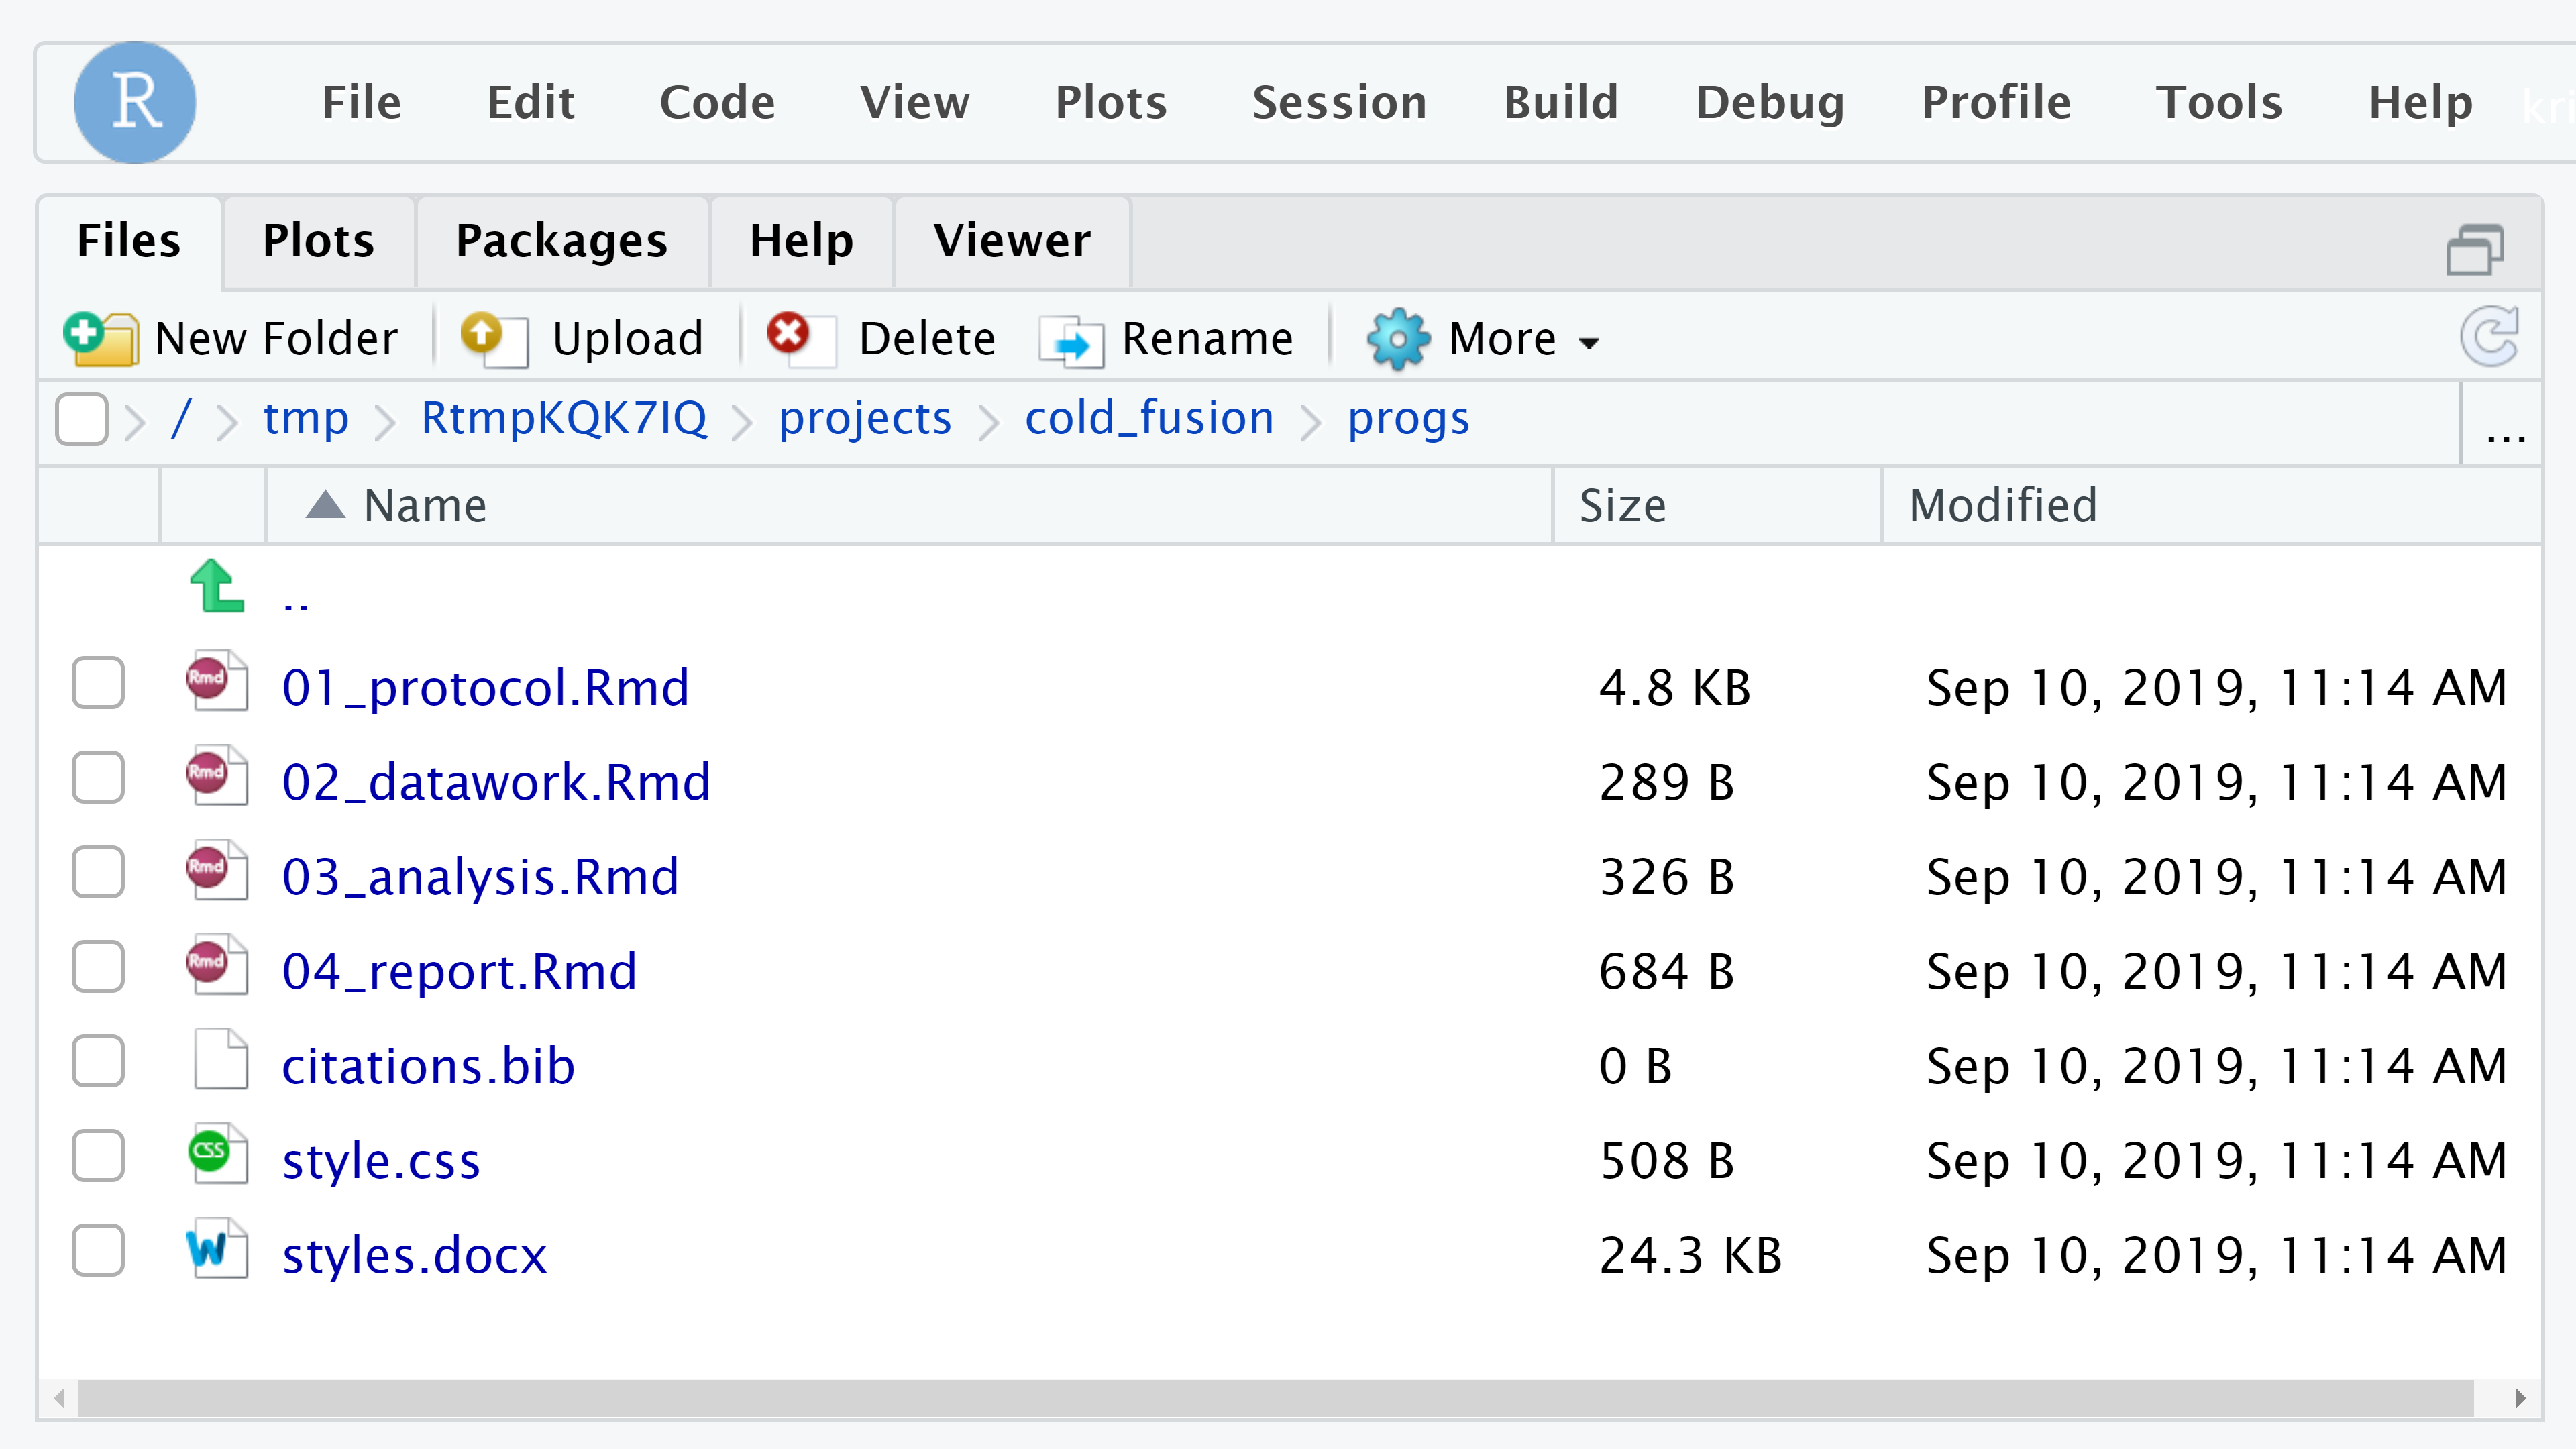 R File Edit Code View Plots Session Build Debug Profile Tools Help
Files Plots Packages Help Viewer
New Folder Upload Delete Rename More
/ tmp RtmpKQK7IQ projects cold_fusion progs ...
Name Size Modified
..
Rmd 01_protocol.Rmd 4.8 KB Sep 10, 2019, 11:14 AM
Rmd 02_datawork.Rmd 289 B Sep 10, 2019, 11:14 AM
Rmd 03_analysis.Rmd 326 B Sep 10, 2019, 11:14 AM
Rmd 04_report.Rmd 684 B Sep 10, 2019, 11:14 AM
citations.bib 0 B Sep 10, 2019, 11:14 AM
CSS style.css 508 B Sep 10, 2019, 11:14 AM
W styles.docx 24.3 KB Sep 10, 2019, 11:14 AM